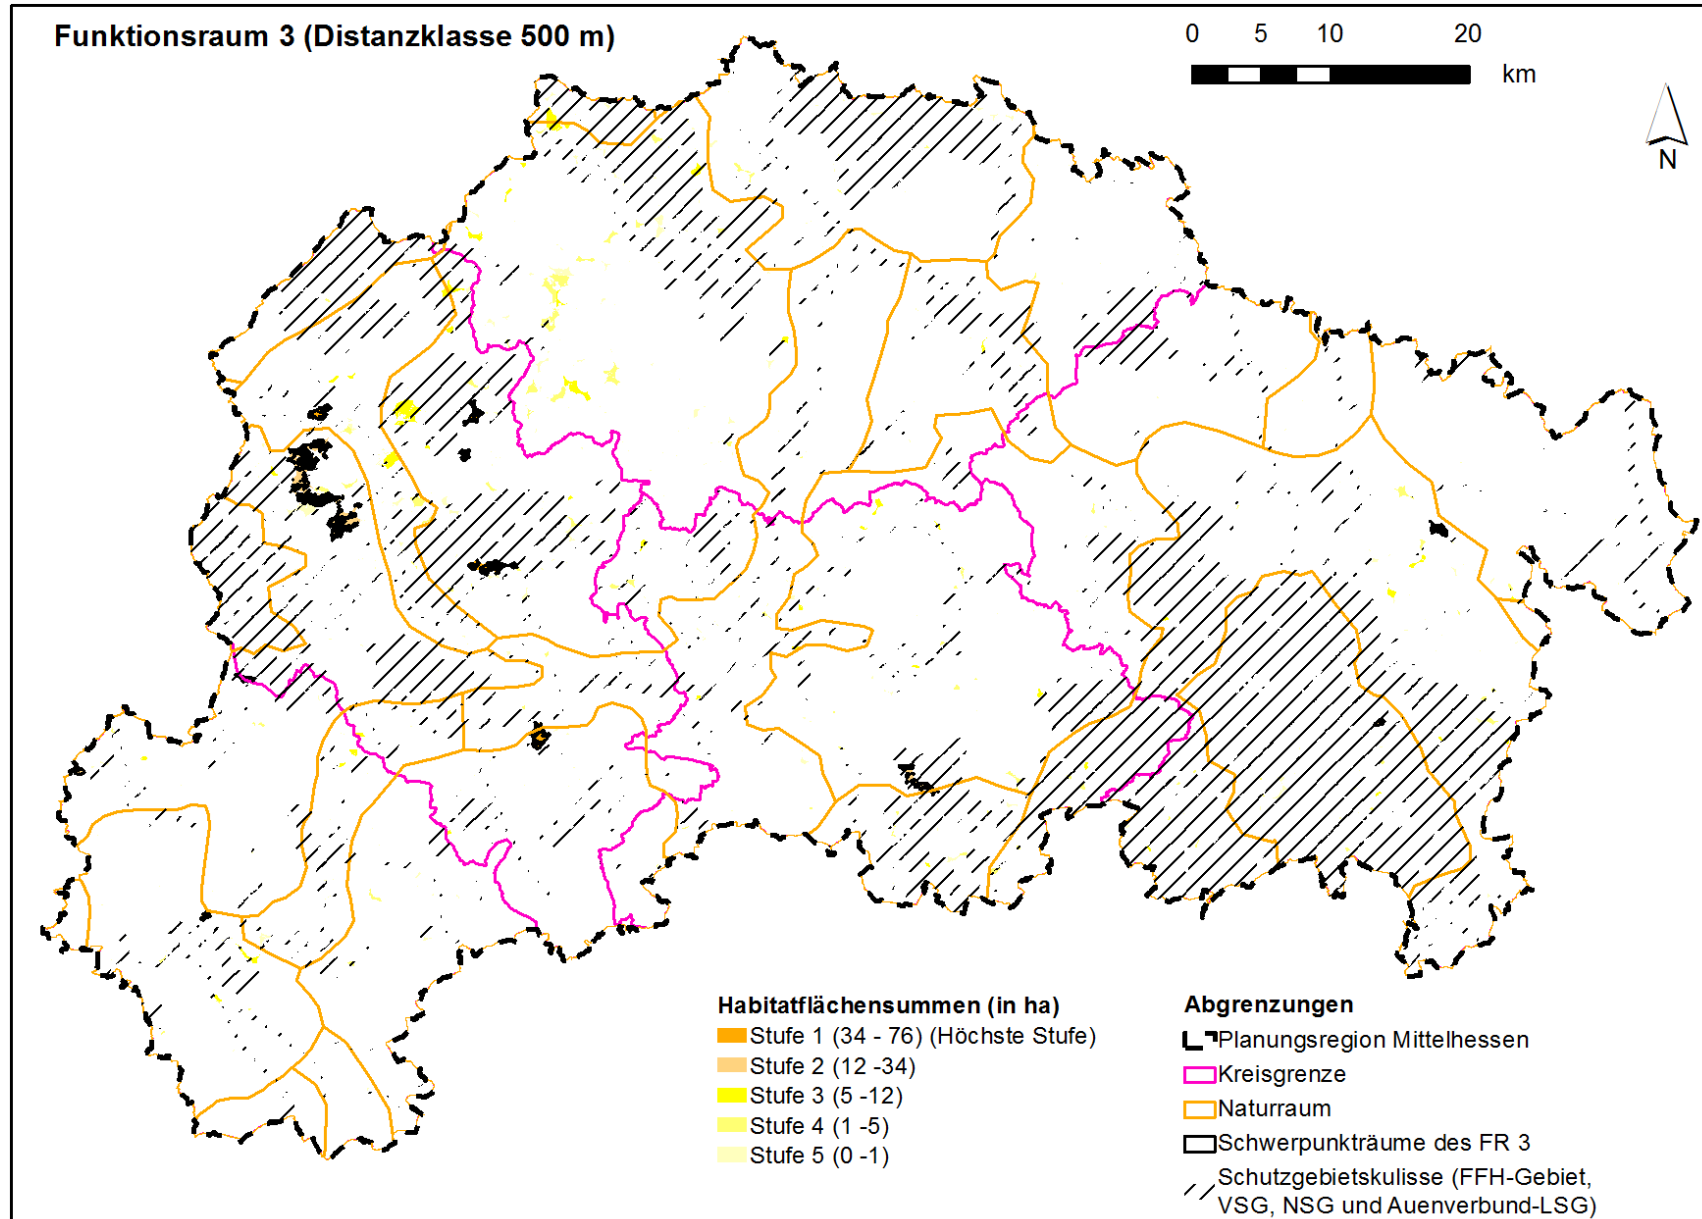 Funktionsraum 3 (Distanzklasse 500 m)
0 5 10 20
km
N
Habitatflächensummen (in ha)
Stufe 1 (34 - 76) (Höchste Stufe)
Stufe 2 (12 -34)
Stufe 3 (5 -12)
Stufe 4 (1 -5)
Stufe 5 (0 -1)
Abgrenzungen
Planungsregion Mittelhessen
Kreisgrenze
Naturraum
Schwerpunkträume des FR 3
Schutzgebietskulisse (FFH-Gebiet,
VSG, NSG und Auenverbund-LSG)